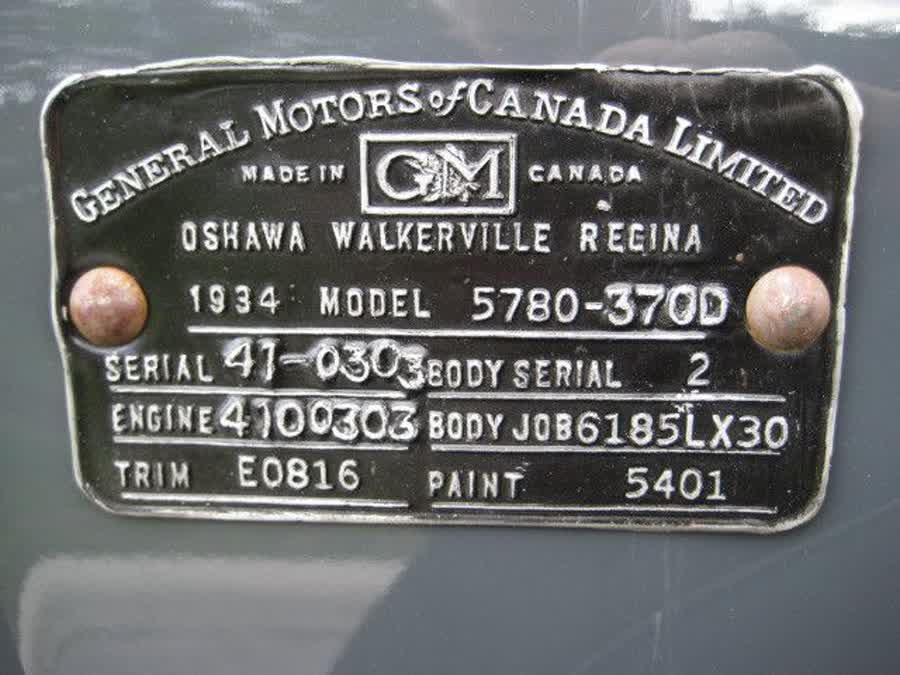 GENERAL MOTORS of CANADA LIMITED
MADE IN GM CANADA
OSHAWA WALKERVILLE REGINA
1934 MODEL 5780-370D
SERIAL 41-0303 BODY SERIAL 2
ENGINE 4100303 BODY JOB 6185LX30
TRIM E0816 PAINT 5401